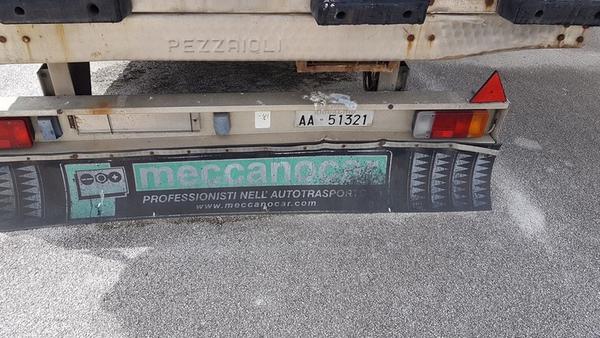 PEZZAIOLI
AA-51321
meccanocar
PROFESSIONISTI NELL'AUTOTRASPORTO
www.meccanocar.com